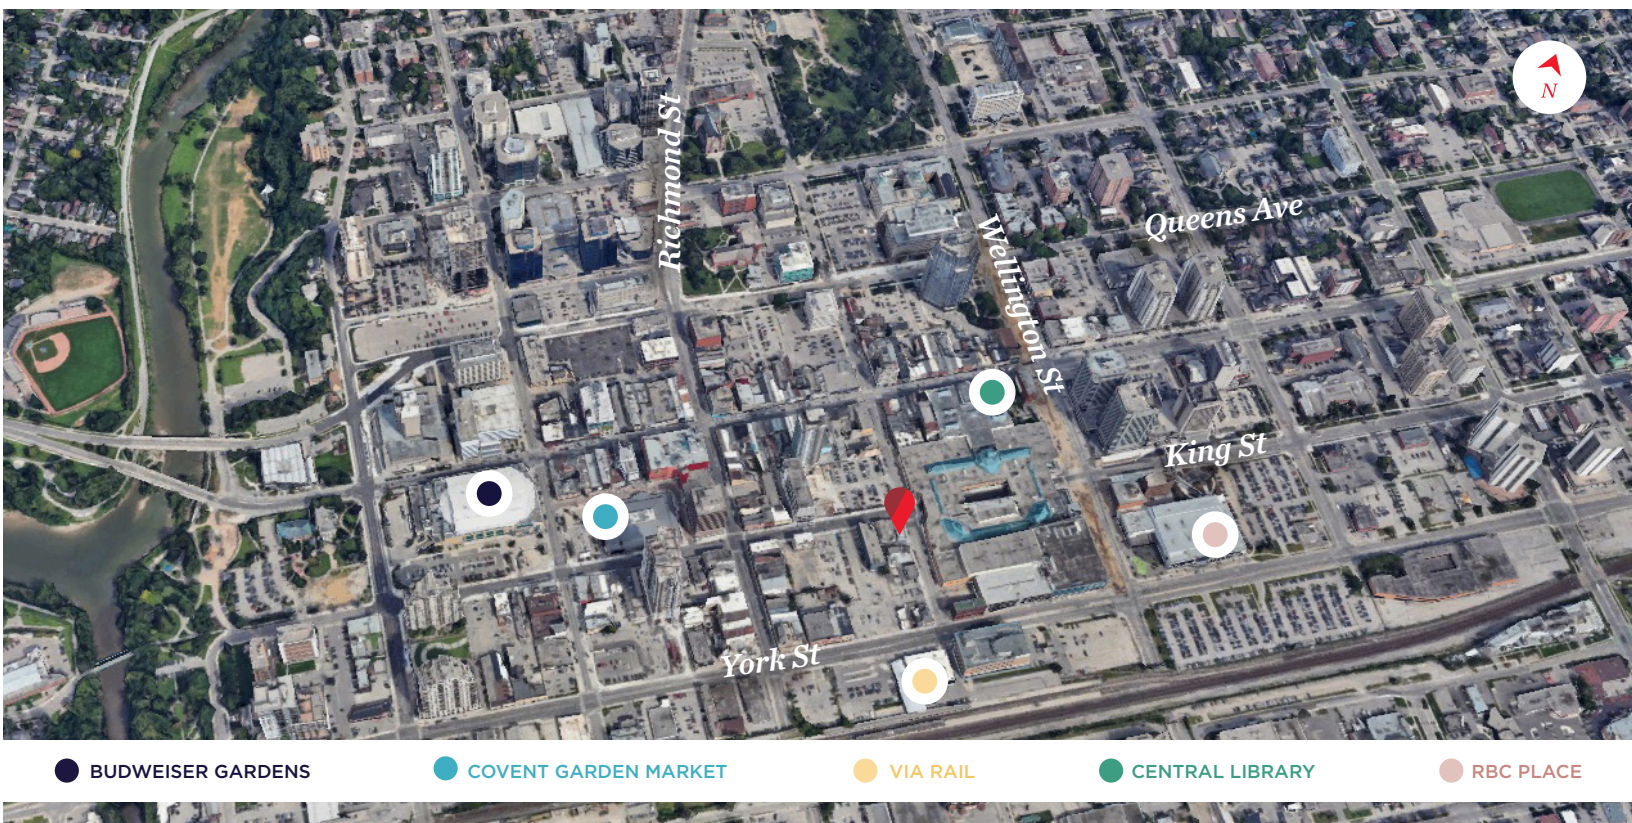 N
Richmond St
Wellington St
Queens Ave
King St
York St
BUDWEISER GARDENS
COVENT GARDEN MARKET
VIA RAIL
CENTRAL LIBRARY
RBC PLACE